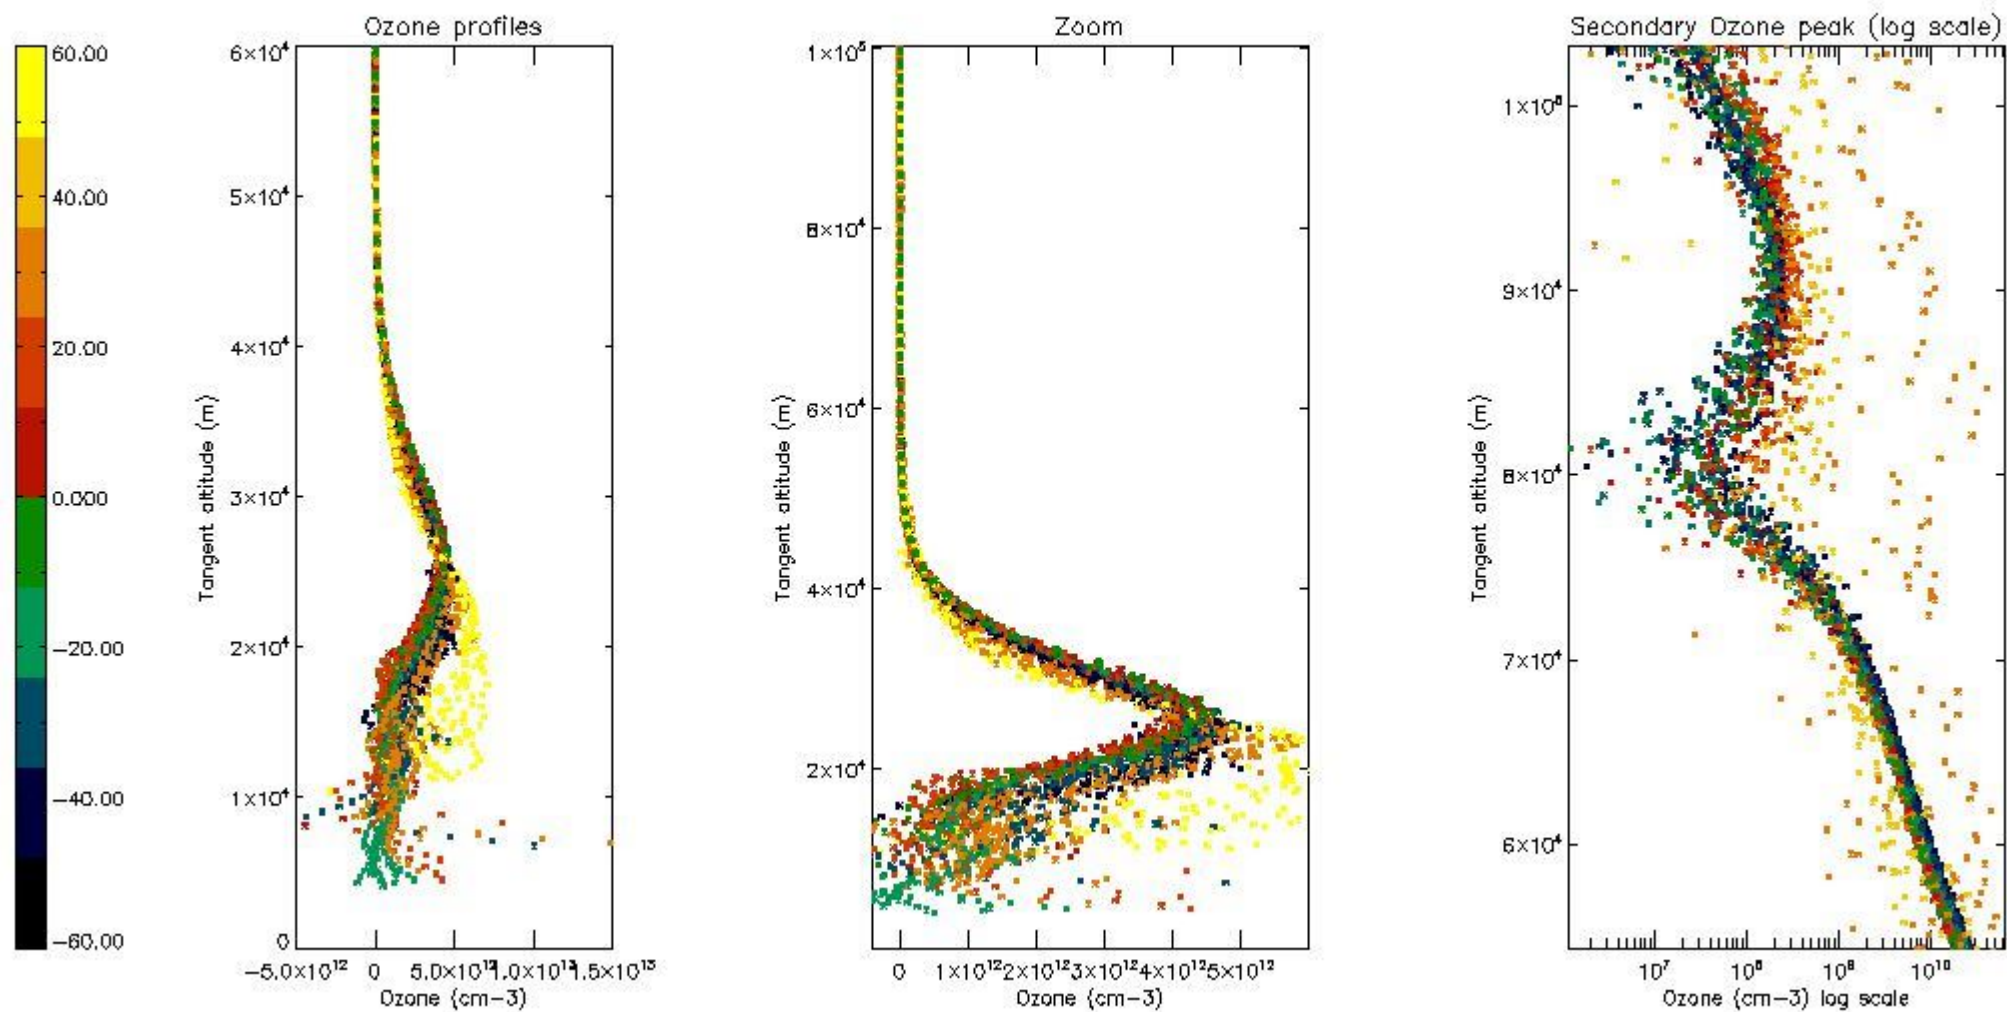 Ozone profiles
Zoom
Secondary Ozone peak (log scale)
60.00
40.00
20.00
0.000
−20.00
−40.00
−60.00
6×10⁴
5×10⁴
4×10⁴
3×10⁴
2×10⁴
1×10⁴
0
Tangent altitude (m)
−5.0×10¹² 0 5.0×10¹² 1.0×10¹³ 1.5×10¹³
Ozone (cm−3)
1×10⁵
8×10⁴
6×10⁴
4×10⁴
2×10⁴
Tangent altitude (m)
0 1×10¹² 2×10¹² 3×10¹² 4×10¹² 5×10¹²
Ozone (cm−3)
1×10⁵
9×10⁴
8×10⁴
7×10⁴
6×10⁴
Tangent altitude (m)
10⁷ 10⁸ 10⁹ 10¹⁰
Ozone (cm−3) log scale